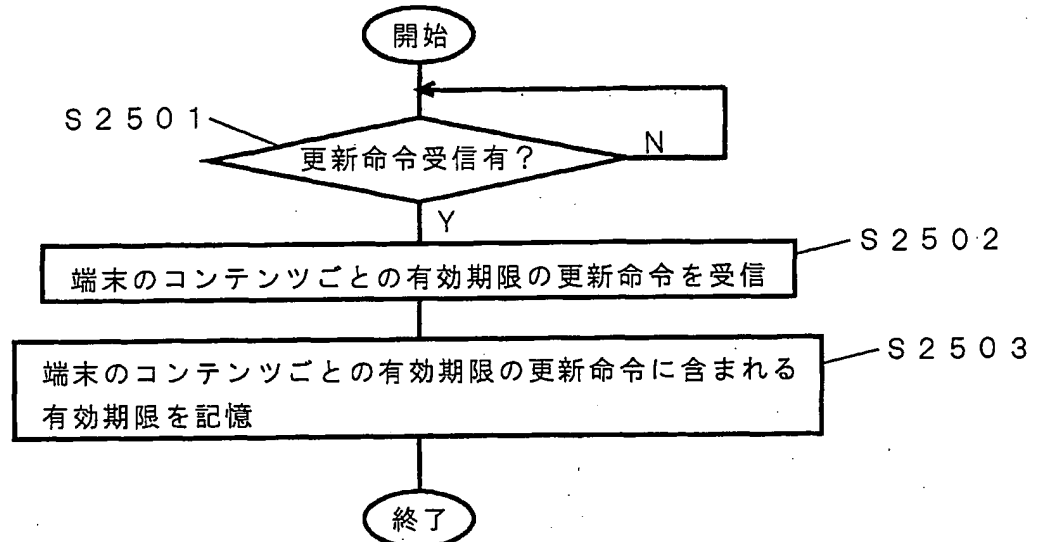 開始
S2501
更新命令受信有?
N
Y
S2502
端末のコンテンツごとの有効期限の更新命令を受信
S2503
端末のコンテンツごとの有効期限の更新命令に含まれる
有効期限を記憶
終了